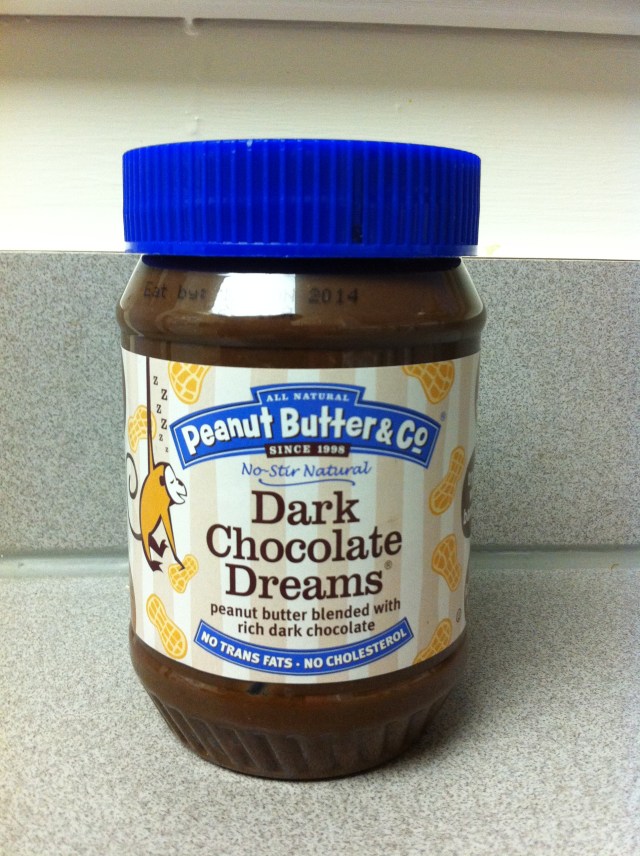 Eat by: 2014
z
Z
Z
Z
z
z
ALL NATURAL
Peanut Butter & Co
®
SINCE 1998
No-Stir Natural
Dark
Chocolate
Dreams®
peanut butter blended with
rich dark chocolate
NO TRANS FATS • NO CHOLESTEROL